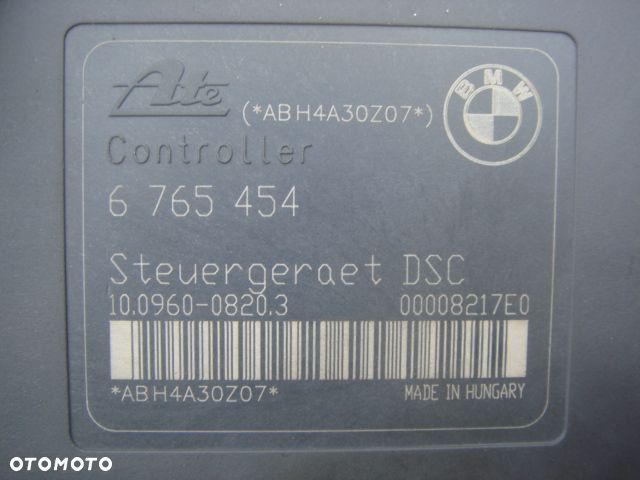 Ate
(*ABH4A30Z07*)
BMW
Controller
6 765 454
Steuergeraet DSC
10.0960-0820.3 00008217E0
*ABH4A30Z07*
MADE IN HUNGARY
OTOMOTO